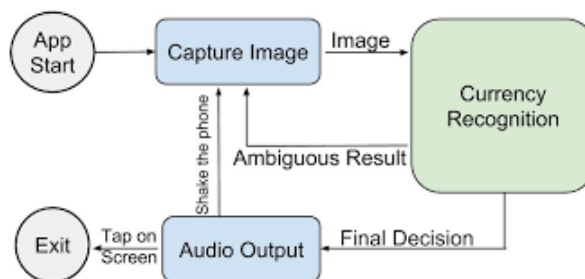 App
Start
Capture Image
Image
Currency
Recognition
Ambiguous Result
Shake the phone
Exit
Tap on
Screen
Audio Output
Final Decision